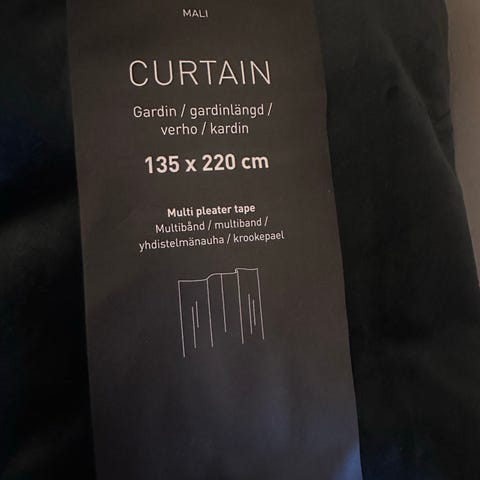 MALI
CURTAIN
Gardin / gardinlängd /
verho / kardin
135 x 220 cm
Multi pleater tape
Multibånd / multiband /
yhdistelmänauha / krookepael